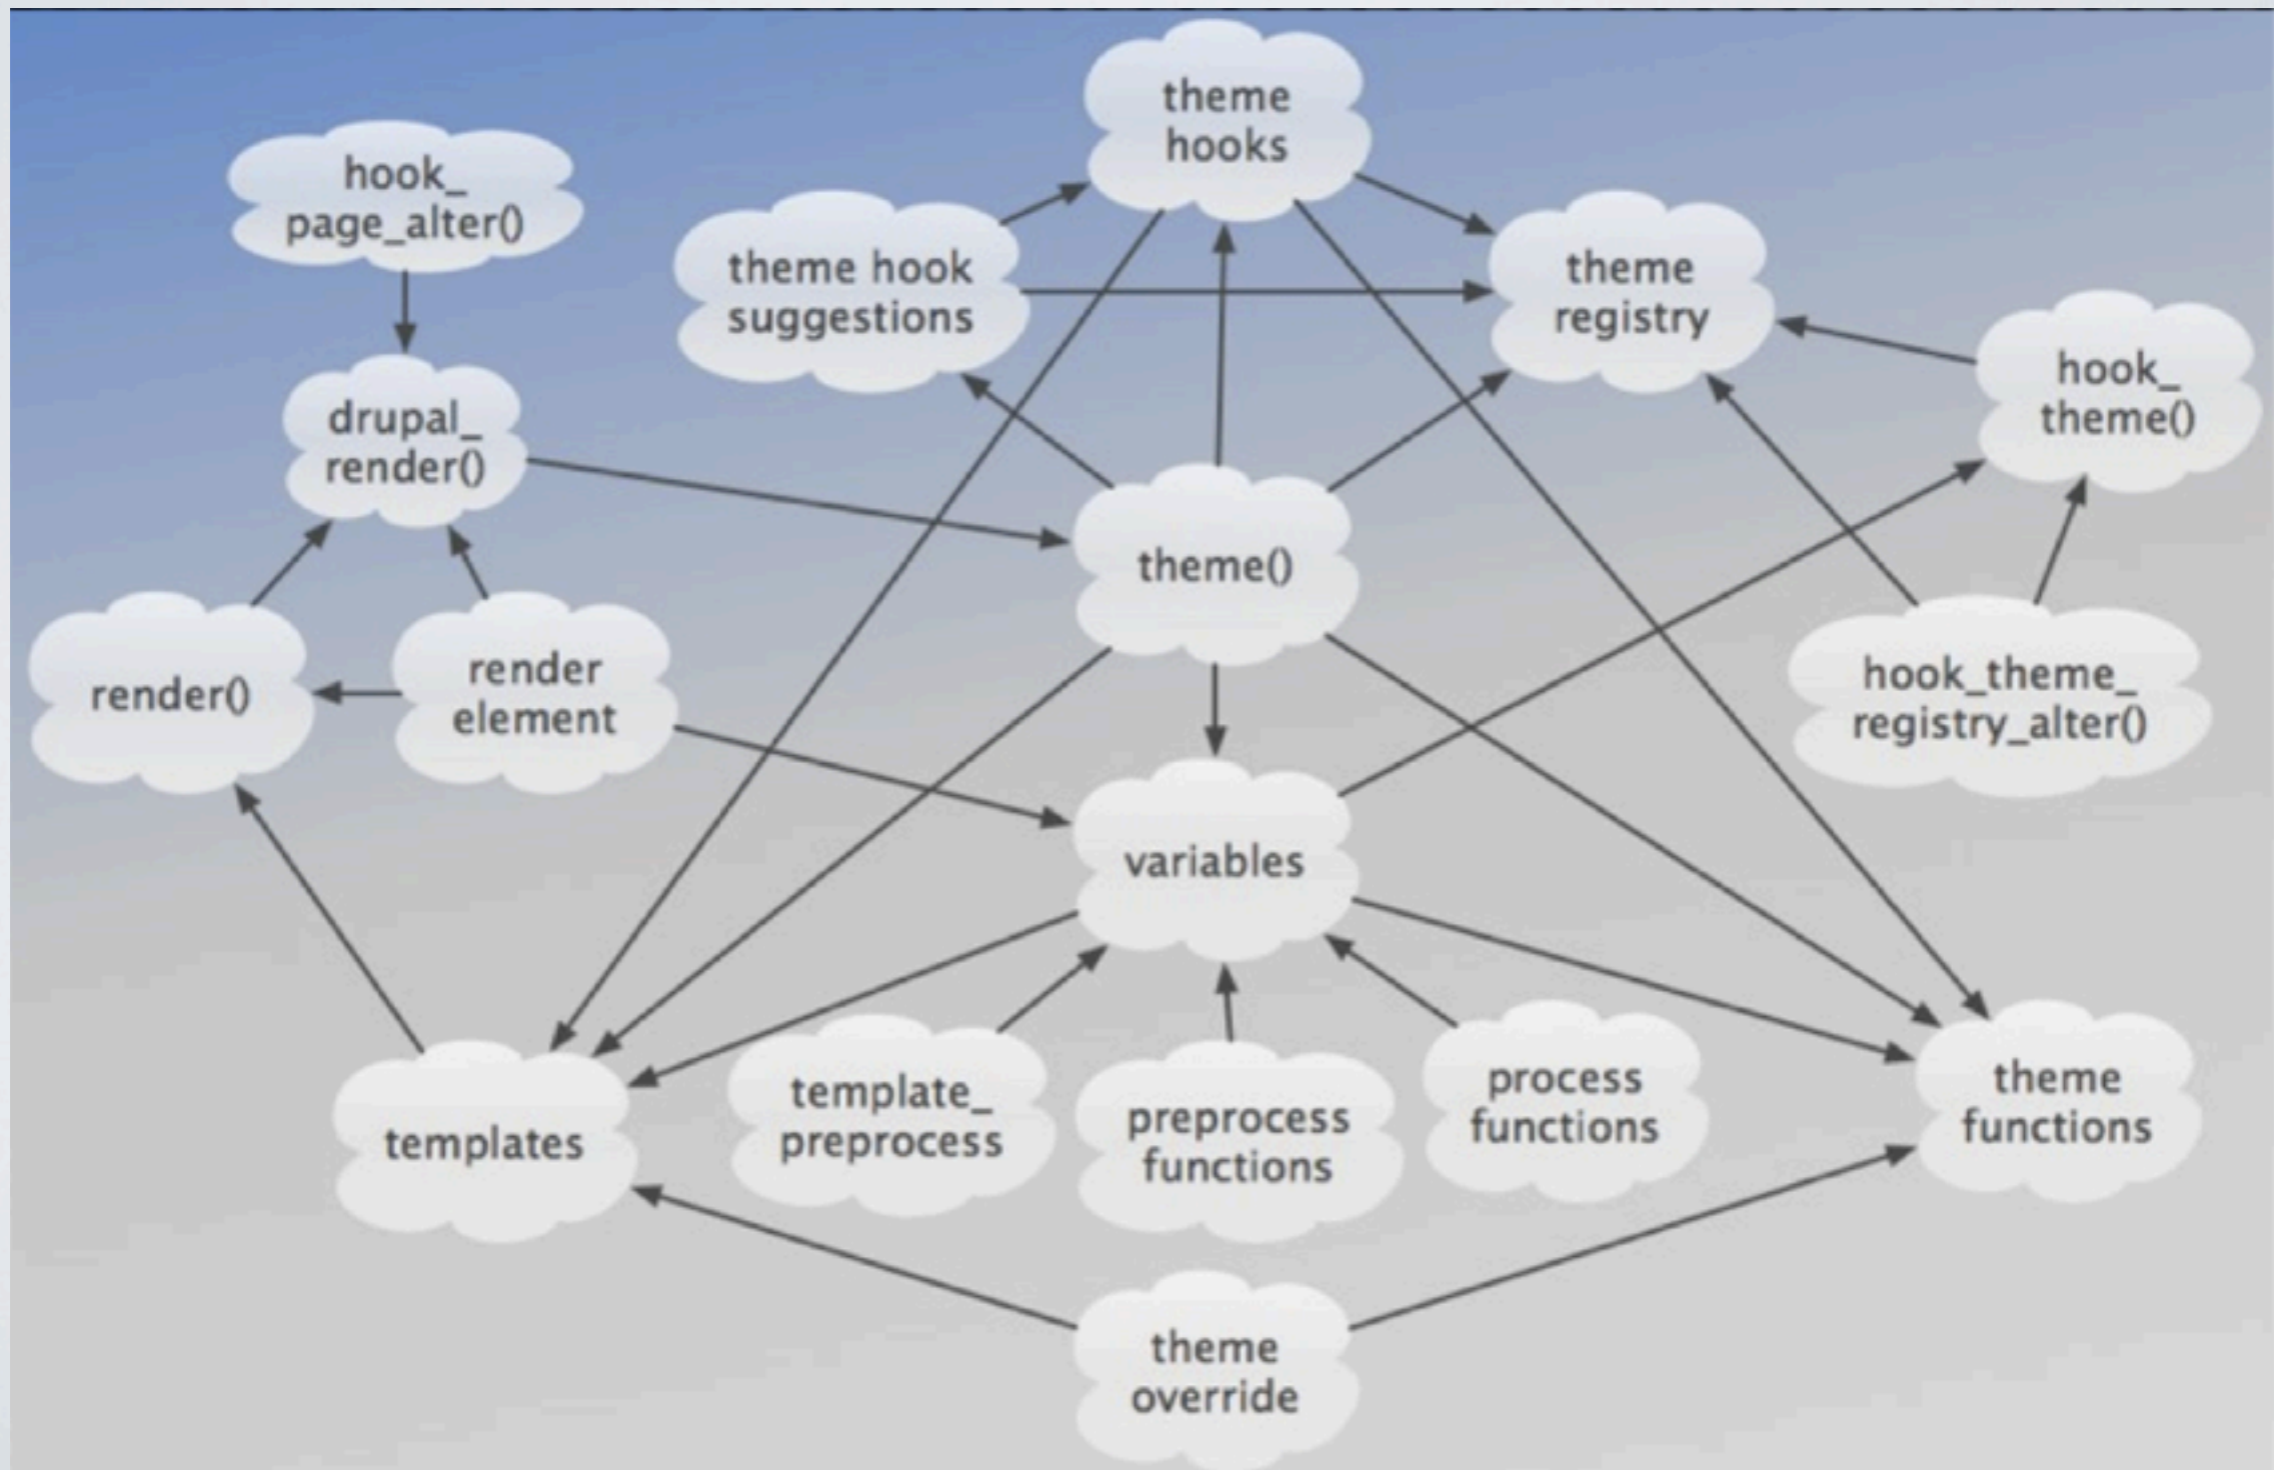 theme
hooks
hook_
page_alter()
theme hook
suggestions
theme
registry
hook_
theme()
drupal_
render()
theme()
render()
render
element
hook_theme_
registry_alter()
variables
templates
template_
preprocess
preprocess
functions
process
functions
theme
functions
theme
override